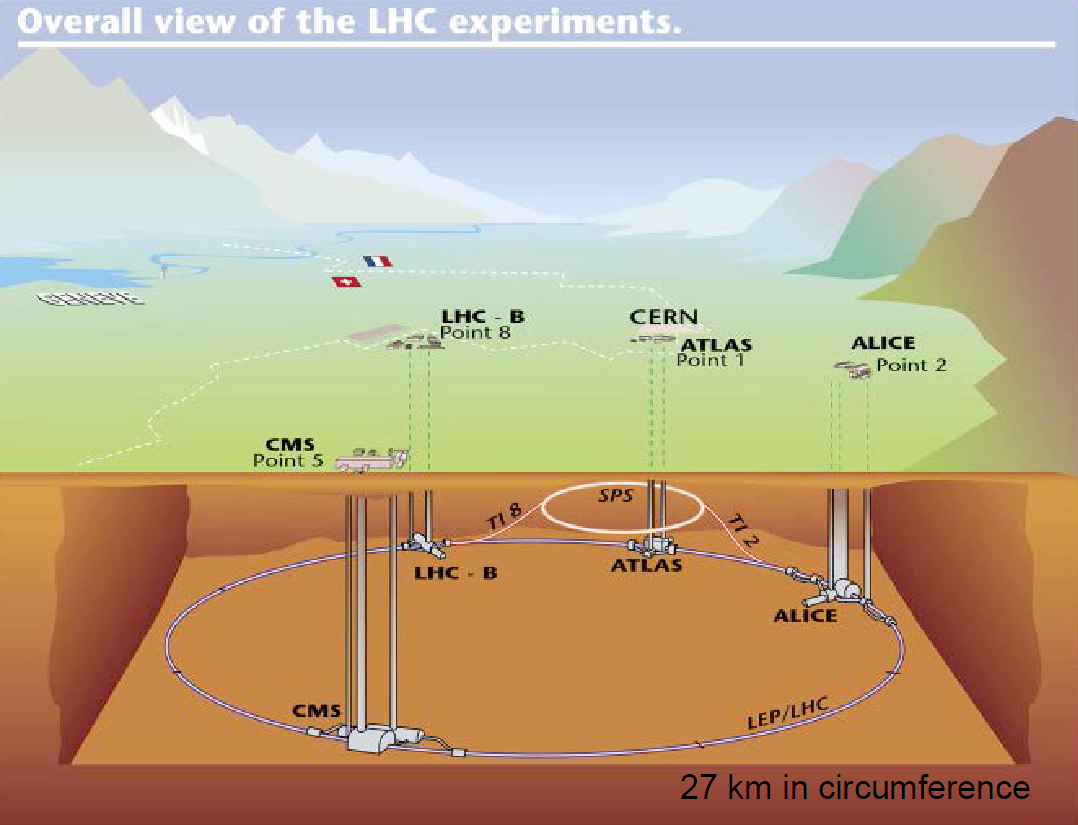 Overall view of the LHC experiments.
GENEVE
LHC - B
Point 8
CERN
ATLAS
Point 1
ALICE
Point 2
CMS
Point 5
SPS
TI 8
TI 2
LHC - B
ATLAS
ALICE
CMS
LEP/LHC
27 km in circumference